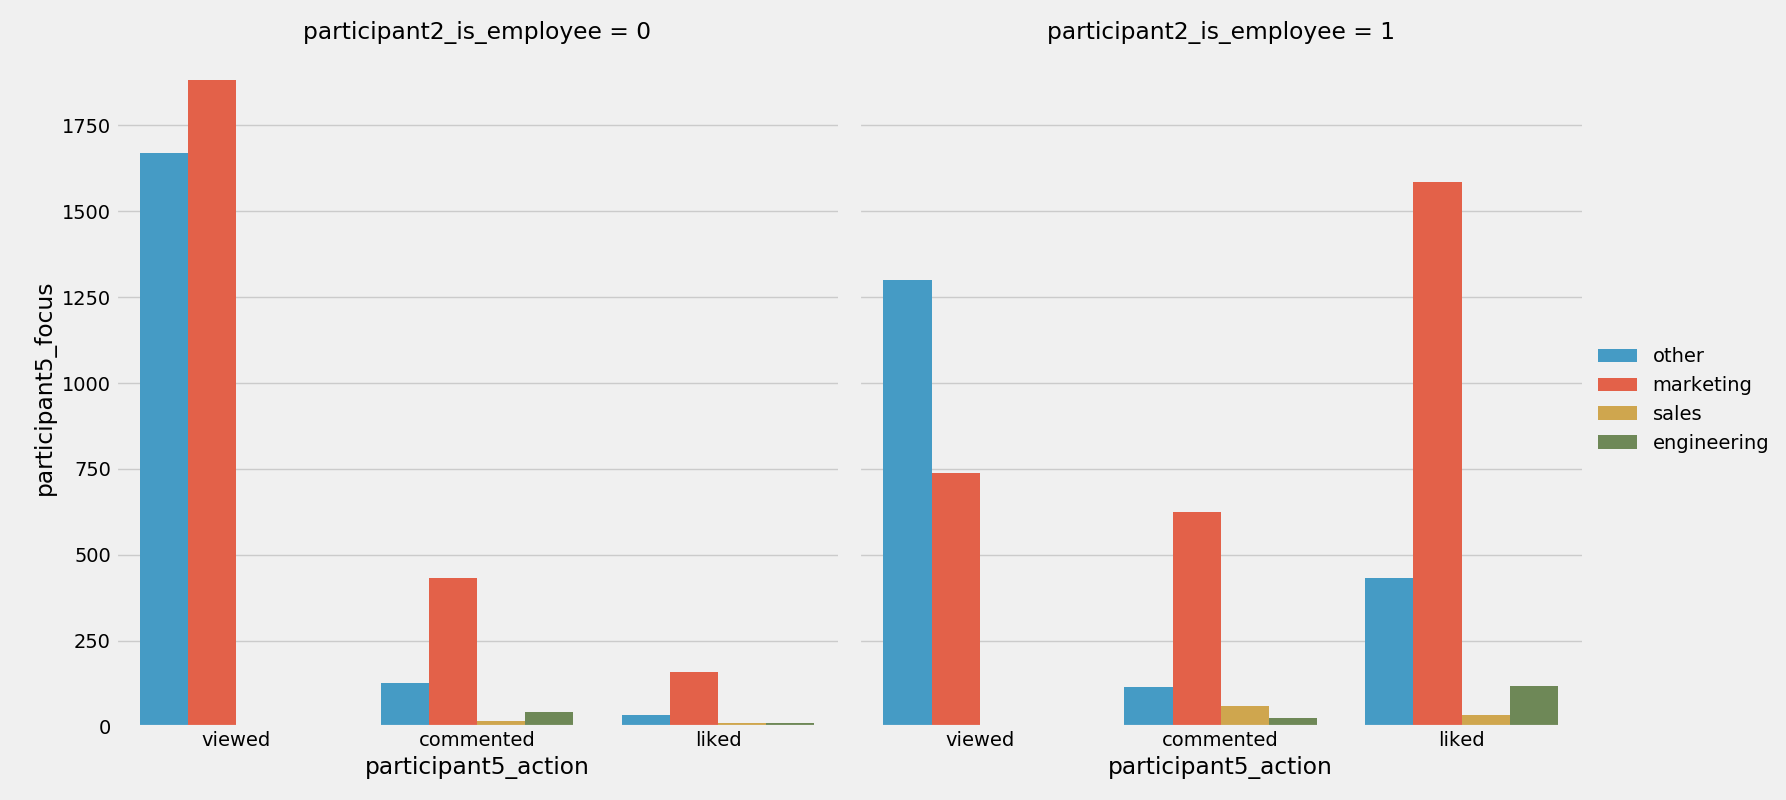 participant2_is_employee = 0
participant2_is_employee = 1
participant5_focus
1750
1500
1250
1000
750
500
250
0
viewed
commented
liked
participant5_action
viewed
commented
liked
participant5_action
other
marketing
sales
engineering